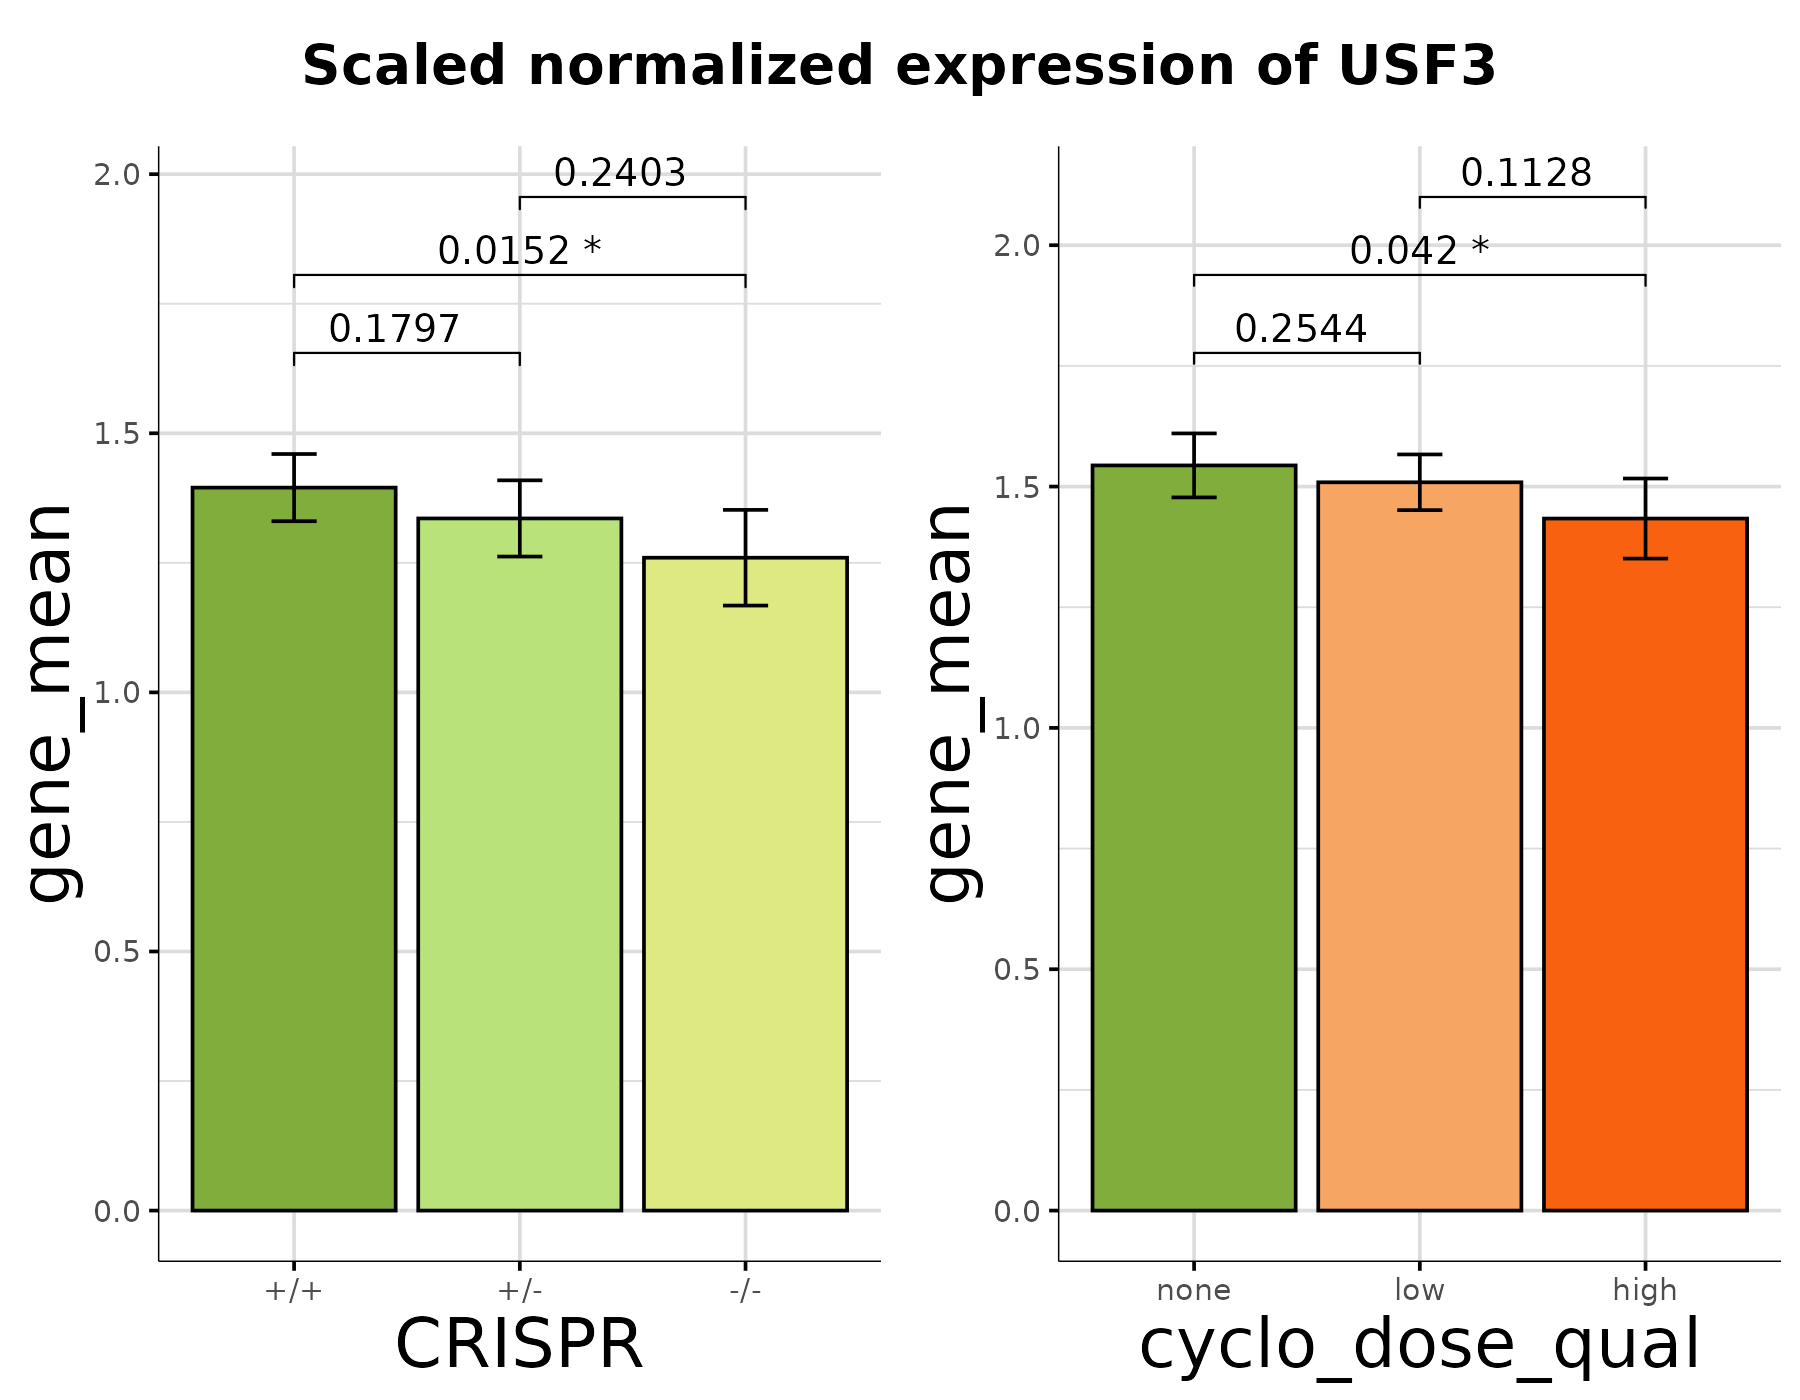 Scaled normalized expression of USF3
gene_mean
2.0
1.5
1.0
0.5
0.0
0.2403
0.0152 *
0.1797
+/+
+/-
-/-
CRISPR
gene_mean
2.0
1.5
1.0
0.5
0.0
0.1128
0.042 *
0.2544
none
low
high
cyclo_dose_qual